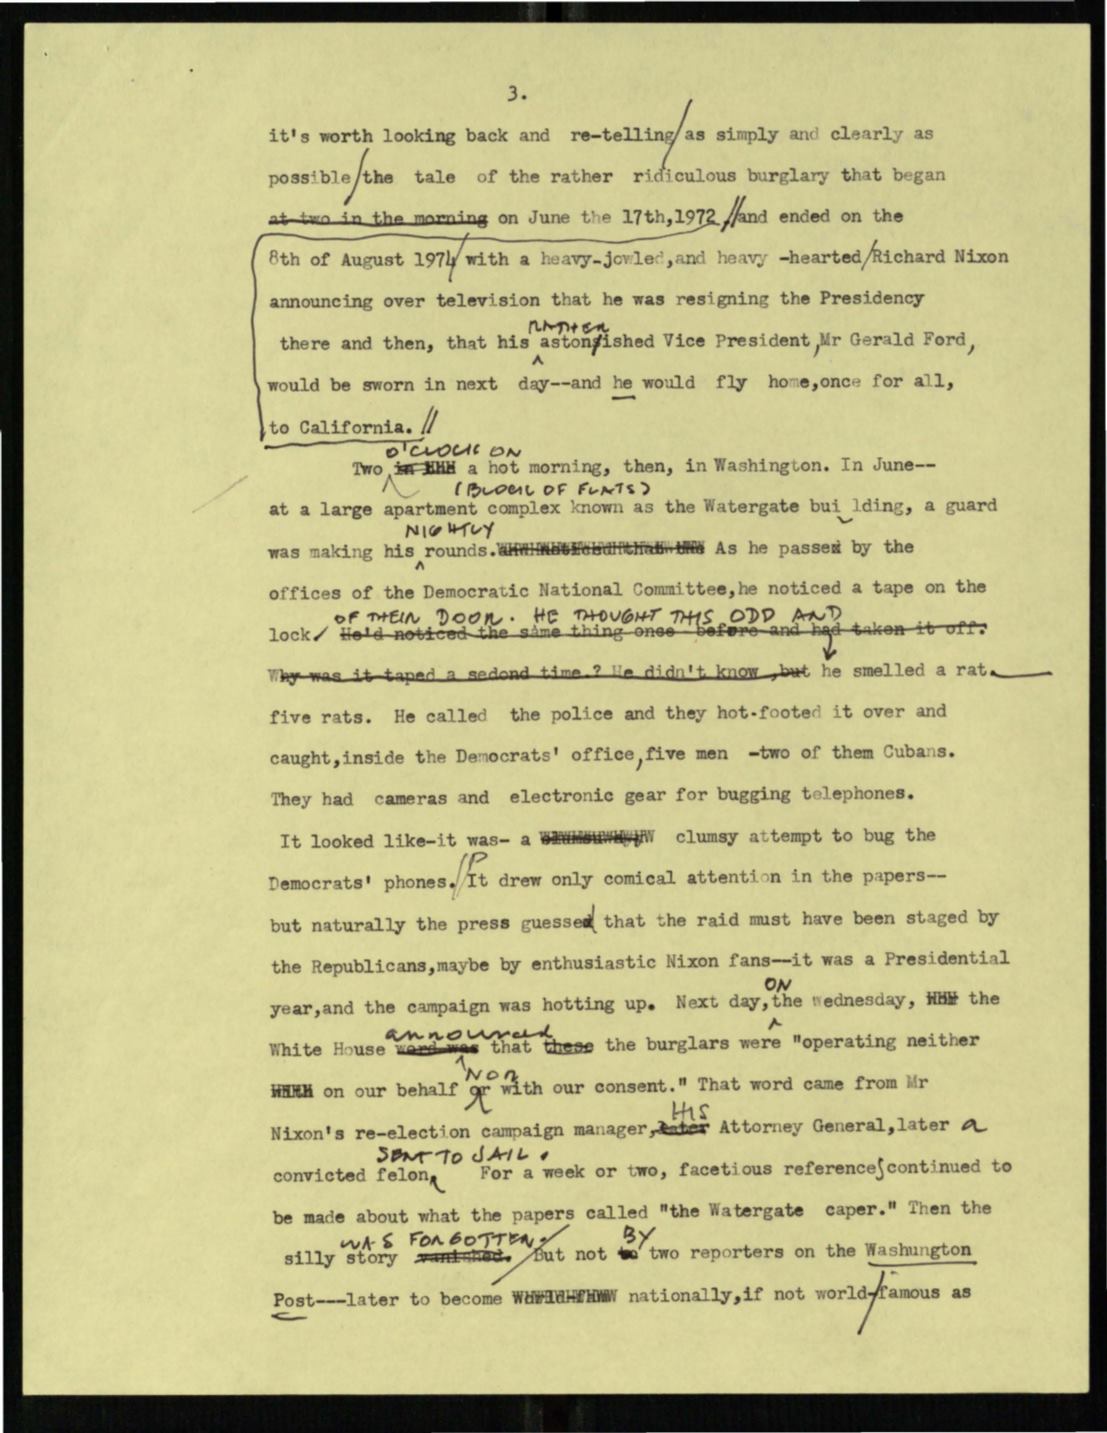 3.
it's worth looking back and re-telling/as simply and clearly as
possible/the tale of the rather ridiculous burglary that began
at two in the morning on June the 17th,1972,//and ended on the
8th of August 1974/with a heavy-jowled,and heavy -hearted/Richard Nixon
announcing over television that he was resigning the Presidency
RATHER
there and then, that his astonished Vice President,Mr Gerald Ford,
would be sworn in next day--and he would fly home,once for all,
to California.//
O'CLOCK ON
Two in a hot morning, then, in Washington. In June--
(BLOCK OF FLATS)
at a large apartment complex known as the Watergate bui lding, a guard
NIGHTLY
was making his rounds. As he passed by the
offices of the Democratic National Committee,he noticed a tape on the
OF THEIR DOOR. HE THOUGHT THIS ODD AND
lock/ He'd noticed the same thing once before and had taken it off.
Why was it taped a sedond time.? He didn't know ,but he smelled a rat.
five rats. He called the police and they hot-footed it over and
caught,inside the Democrats' office,five men -two of them Cubans.
They had cameras and electronic gear for bugging telephones.
It looked like-it was- a clumsy attempt to bug the
Democrats' phones.//It drew only comical attention in the papers--
but naturally the press guessed that the raid must have been staged by
the Republicans,maybe by enthusiastic Nixon fans--it was a Presidential
ON
year,and the campaign was hotting up. Next day,the wednesday, the
announced
White House word was that these the burglars were "operating neither
NOR
on our behalf or with our consent." That word came from Mr
HIS
Nixon's re-election campaign manager,later Attorney General,later a
SENT TO JAIL.
convicted felon, For a week or two, facetious references continued to
be made about what the papers called "the Watergate caper." Then the
WAS FORGOTTEN. BY
silly story vanished. /But not to two reporters on the Washungton
Post---later to become nationally,if not world-/famous as